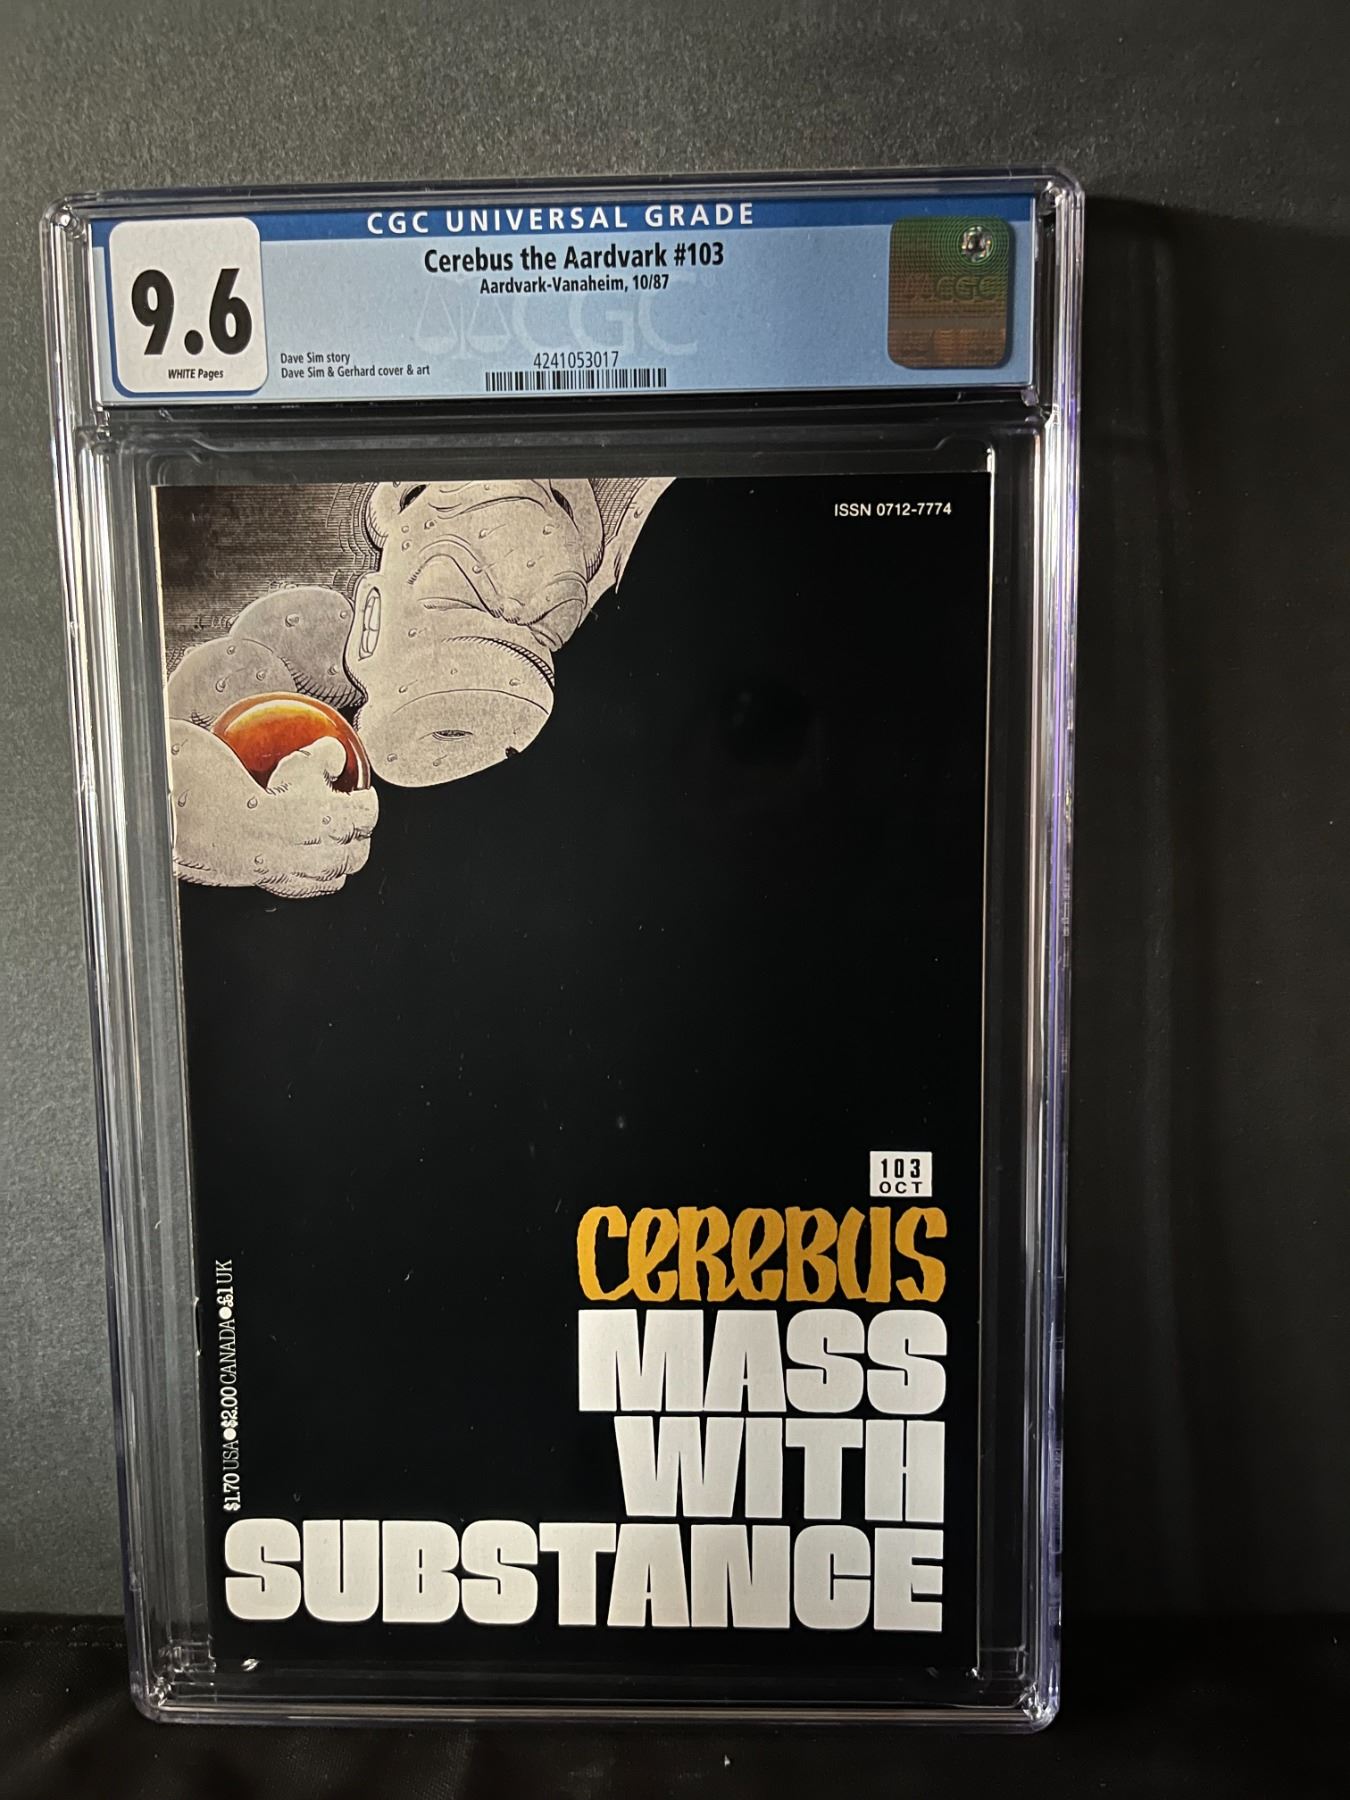 CGC UNIVERSAL GRADE
9.6
WHITE Pages
Cerebus the Aardvark #103
Aardvark-Vanaheim, 10/87
CGC
Dave Sim story
Dave Sim & Gerhard cover & art
4241053017
CGC
ISSN 0712-7774
103
OCT
CEREBUS
MASS
WITH
SUBSTANCE
$1.70 USA●$2.00 CANADA●£1 UK